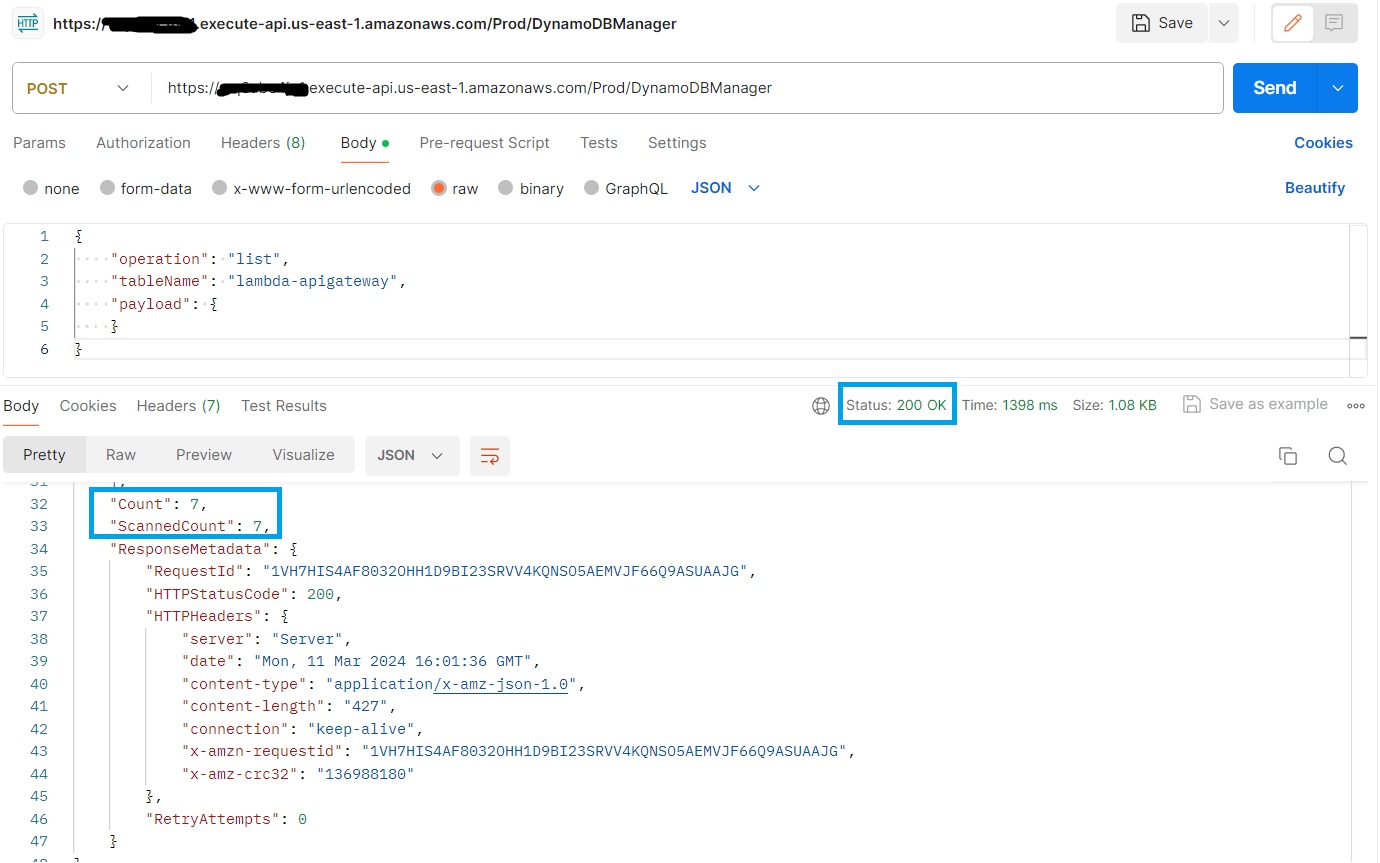 HTTP https:/ .execute-api.us-east-1.amazonaws.com/Prod/DynamoDBManager Save
POST https:// execute-api.us-east-1.amazonaws.com/Prod/DynamoDBManager Send
Params Authorization Headers (8) Body Pre-request Script Tests Settings Cookies
none form-data x-www-form-urlencoded raw binary GraphQL JSON Beautify
1 {
2 "operation": "list",
3 "tableName": "lambda-apigateway",
4 "payload": {
5 }
6 }
Body Cookies Headers (7) Test Results Status: 200 OK Time: 1398 ms Size: 1.08 KB Save as example
Pretty Raw Preview Visualize JSON
31 ],
32 "Count": 7,
33 "ScannedCount": 7,
34 "ResponseMetadata": {
35 "RequestId": "1VH7HIS4AF8032OHH1D9BI23SRVV4KQNSO5AEMVJF66Q9ASUAAJG",
36 "HTTPStatusCode": 200,
37 "HTTPHeaders": {
38 "server": "Server",
39 "date": "Mon, 11 Mar 2024 16:01:36 GMT",
40 "content-type": "application/x-amz-json-1.0",
41 "content-length": "427",
42 "connection": "keep-alive",
43 "x-amzn-requestid": "1VH7HIS4AF8032OHH1D9BI23SRVV4KQNSO5AEMVJF66Q9ASUAAJG",
44 "x-amz-crc32": "136988180"
45 },
46 "RetryAttempts": 0
47 }
48 }